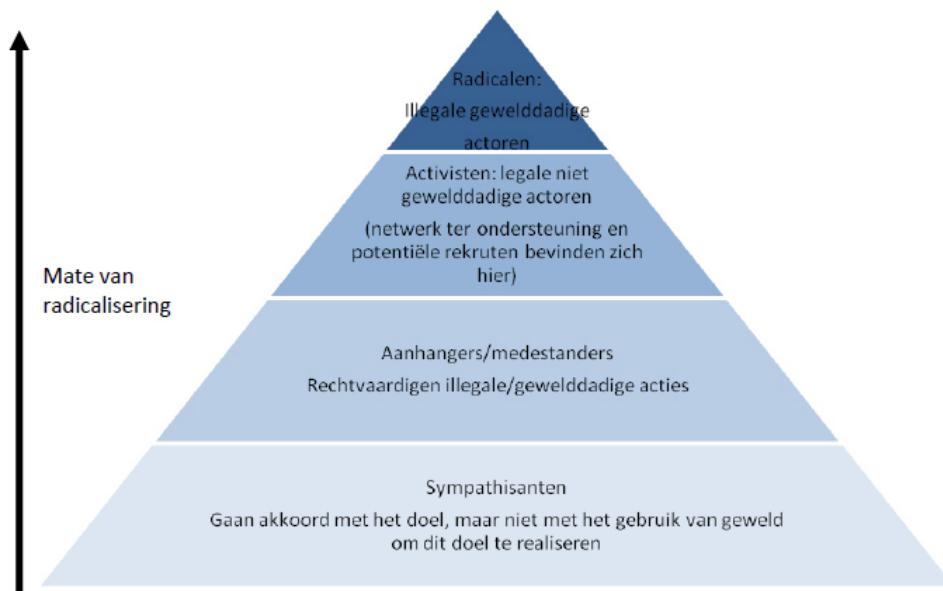 Radicalen:
Illegale gewelddadige
actoren
Activisten: legale niet
gewelddadige actoren
(netwerk ter ondersteuning en
potentiële rekruten bevinden zich
hier)
Mate van
radicalisering
Aanhangers/medestanders
Rechtvaardigen illegale/gewelddadige acties
Sympathisanten
Gaan akkoord met het doel, maar niet met het gebruik van geweld
om dit doel te realiseren